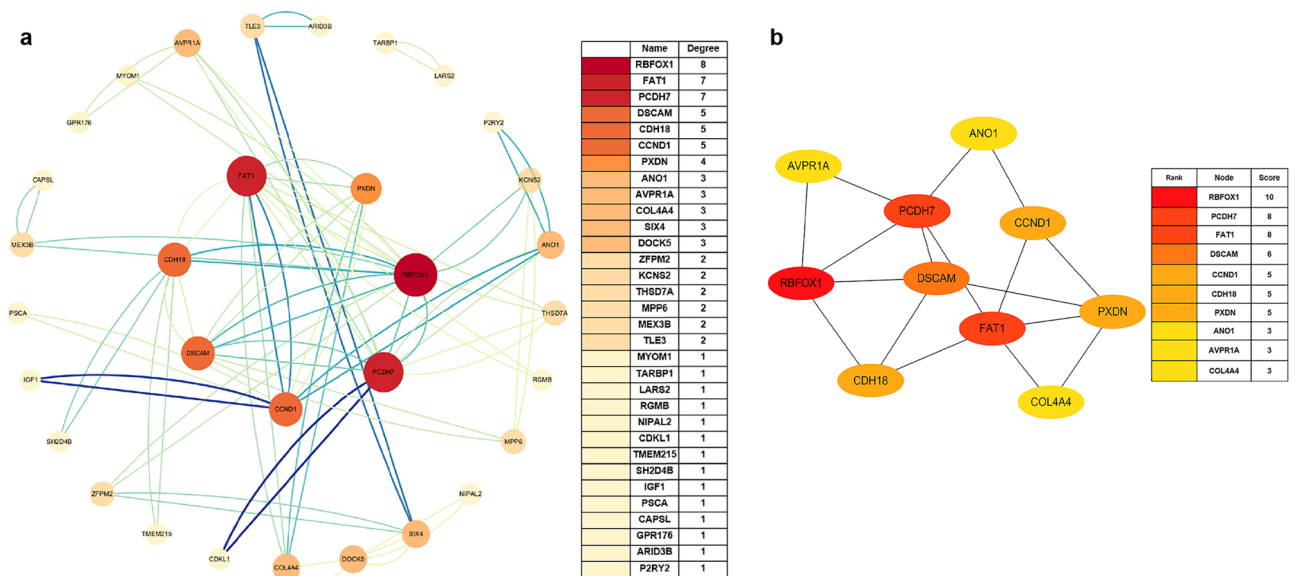 a
TLE3
ARID3B
AVPR1A
TARBP1
MYOM1
LARS2
GPR176
P2RY2
CAPSL
FAT1
PXDN
KCNS2
MEX3B
CDH18
ANO1
RBFOX1
PSCA
THSD7A
DSCAM
PCDH7
IGF1
RGMB
CCND1
SH2D4B
MPP6
ZFPM2
NIPAL2
TMEM215
SIX4
CDKL1
COL4A4
DOCK5
Name Degree
RBFOX1 8
FAT1 7
PCDH7 7
DSCAM 5
CDH18 5
CCND1 5
PXDN 4
ANO1 3
AVPR1A 3
COL4A4 3
SIX4 3
DOCK5 3
ZFPM2 2
KCNS2 2
THSD7A 2
MPP6 2
MEX3B 2
TLE3 2
MYOM1 1
TARBP1 1
LARS2 1
RGMB 1
NIPAL2 1
CDKL1 1
TMEM215 1
SH2D4B 1
IGF1 1
PSCA 1
CAPSL 1
GPR176 1
ARID3B 1
P2RY2 1
b
ANO1
AVPR1A
PCDH7
CCND1
RBFOX1
DSCAM
PXDN
FAT1
CDH18
COL4A4
Rank Node Score
RBFOX1 10
PCDH7 8
FAT1 8
DSCAM 6
CCND1 5
CDH18 5
PXDN 5
ANO1 3
AVPR1A 3
COL4A4 3